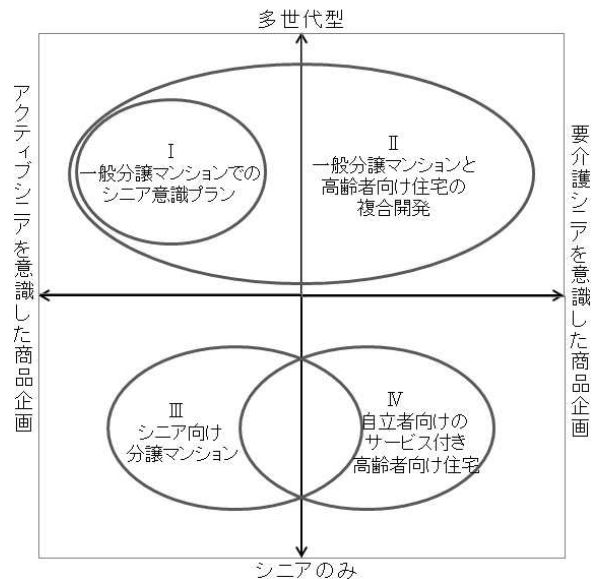 多世代型
アクティブシニアを意識した商品企画
Ⅰ
一般分譲マンションでの
シニア意識プラン
Ⅱ
一般分譲マンションと
高齢者向け住宅の
複合開発
要介護シニアを意識した商品企画
Ⅲ
シニア向け
分譲マンション
Ⅳ
自立者向けの
サービス付き
高齢者向け住宅
シニアのみ